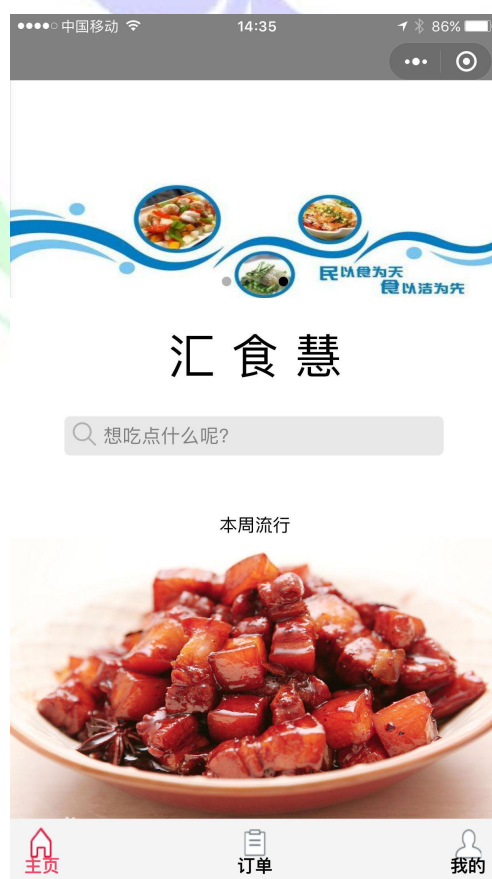 中国移动 14:35 86%
民以食为天
食以洁为先
汇食慧
想吃点什么呢?
本周流行
主页 订单 我的